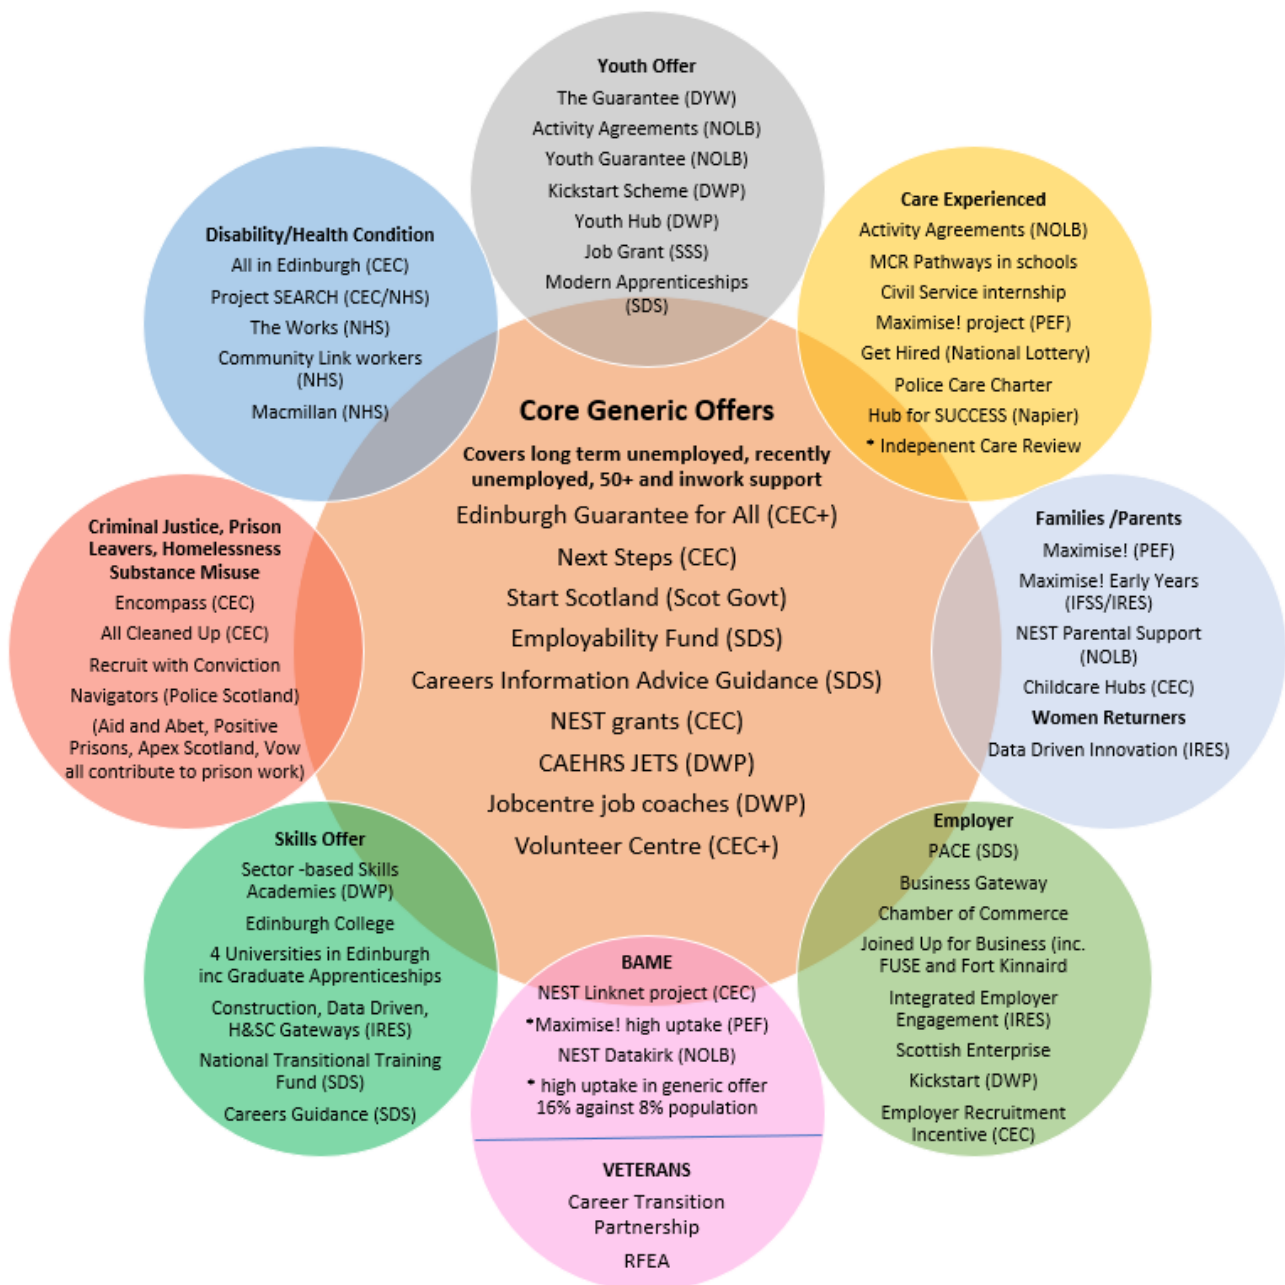 Youth Offer
The Guarantee (DYW)
Activity Agreements (NOLB)
Youth Guarantee (NOLB)
Kickstart Scheme (DWP)
Youth Hub (DWP)
Job Grant (SSS)
Modern Apprenticeships
(SDS)
Care Experienced
Activity Agreements (NOLB)
MCR Pathways in schools
Civil Service internship
Maximise! project (PEF)
Get Hired (National Lottery)
Police Care Charter
Hub for SUCCESS (Napier)
* Indepenent Care Review
Disability/Health Condition
All in Edinburgh (CEC)
Project SEARCH (CEC/NHS)
The Works (NHS)
Community Link workers
(NHS)
Macmillan (NHS)
Core Generic Offers
Covers long term unemployed, recently
unemployed, 50+ and inwork support
Edinburgh Guarantee for All (CEC+)
Next Steps (CEC)
Start Scotland (Scot Govt)
Employability Fund (SDS)
Careers Information Advice Guidance (SDS)
NEST grants (CEC)
CAEHRS JETS (DWP)
Jobcentre job coaches (DWP)
Volunteer Centre (CEC+)
Families /Parents
Maximise! (PEF)
Maximise! Early Years
(IFSS/IRES)
NEST Parental Support
(NOLB)
Childcare Hubs (CEC)
Women Returners
Data Driven Innovation (IRES)
Criminal Justice, Prison
Leavers, Homelessness
Substance Misuse
Encompass (CEC)
All Cleaned Up (CEC)
Recruit with Conviction
Navigators (Police Scotland)
(Aid and Abet, Positive
Prisons, Apex Scotland, Vow
all contribute to prison work)
Skills Offer
Sector -based Skills
Academies (DWP)
Edinburgh College
4 Universities in Edinburgh
inc Graduate Apprenticeships
Construction, Data Driven,
H&SC Gateways (IRES)
National Transitional Training
Fund (SDS)
Careers Guidance (SDS)
Employer
PACE (SDS)
Business Gateway
Chamber of Commerce
Joined Up for Business (inc.
FUSE and Fort Kinnaird
Integrated Employer
Engagement (IRES)
Scottish Enterprise
Kickstart (DWP)
Employer Recruitment
Incentive (CEC)
BAME
NEST Linknet project (CEC)
*Maximise! high uptake (PEF)
NEST Datakirk (NOLB)
* high uptake in generic offer
16% against 8% population
VETERANS
Career Transition
Partnership
RFEA